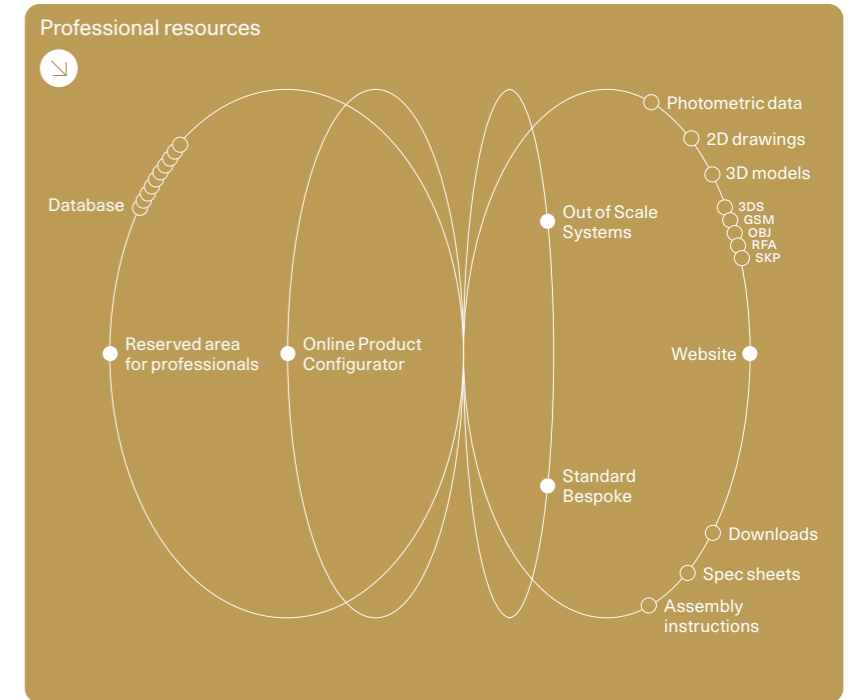 Professional resources
Photometric data
2D drawings
3D models
Database
3DS
GSM
OBJ
RFA
SKP
Out of Scale
Systems
Reserved area
for professionals
Online Product
Configurator
Website
Standard
Bespoke
Downloads
Spec sheets
Assembly
instructions